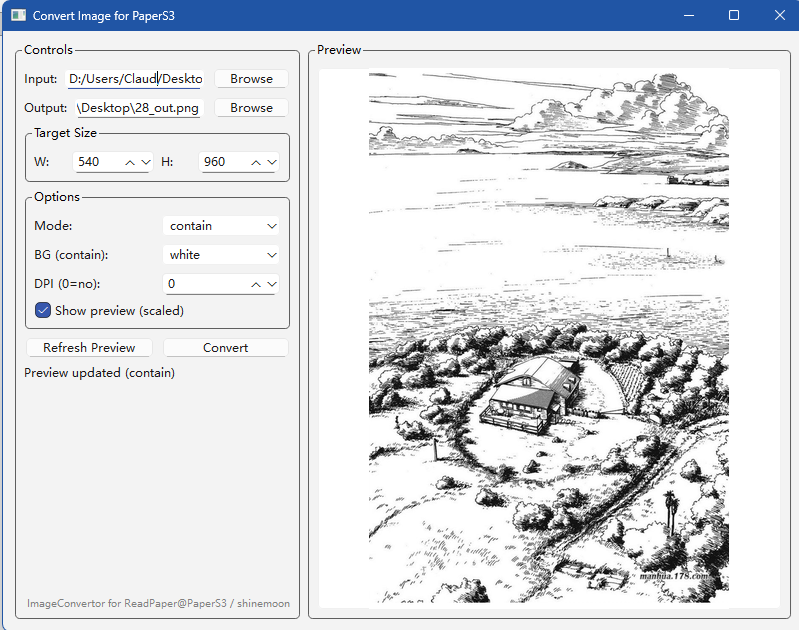 Convert Image for PaperS3
Controls
Input: D:/Users/Claud/Deskto Browse
Output: \Desktop\28_out.png Browse
Target Size
W: 540 H: 960
Options
Mode: contain
BG (contain): white
DPI (0=no): 0
Show preview (scaled)
Refresh Preview Convert
Preview updated (contain)
ImageConvertor for ReadPaper@PaperS3 / shinemoon
Preview
manhua.178.com